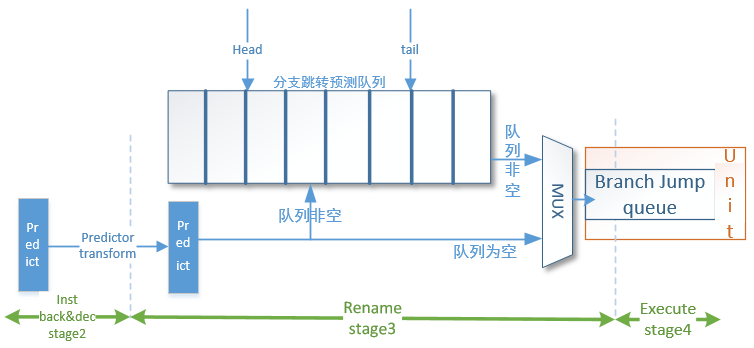 Head
tail
分支跳转预测队列
队
列
非
空
U
n
i
t
MUX
Branch Jump
queue
Pr
ed
ict
Predictor
transform
Pr
ed
ict
队列非空
队列为空
Inst
back&dec
stage2
Rename
stage3
Execute
stage4